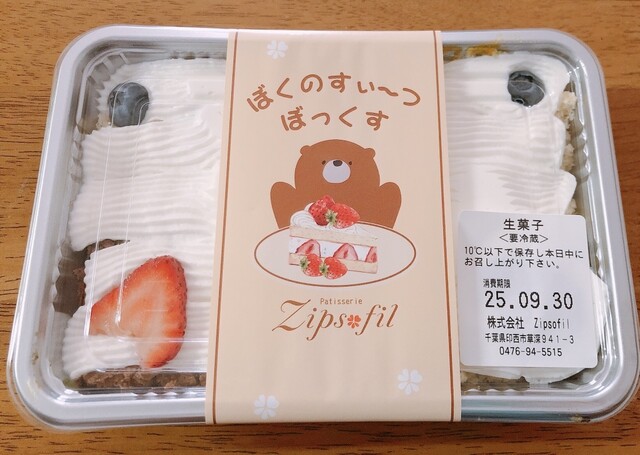 ぼくのすぃ〜つ
ぼっくす
Patisserie
Zipsofil
生菓子
<要冷蔵>
10℃以下で保存し本日中に
お召し上がり下さい。
消費期限
25.09.30
株式会社 Zipsofil
千葉県印西市草深941-3
0476-94-5515